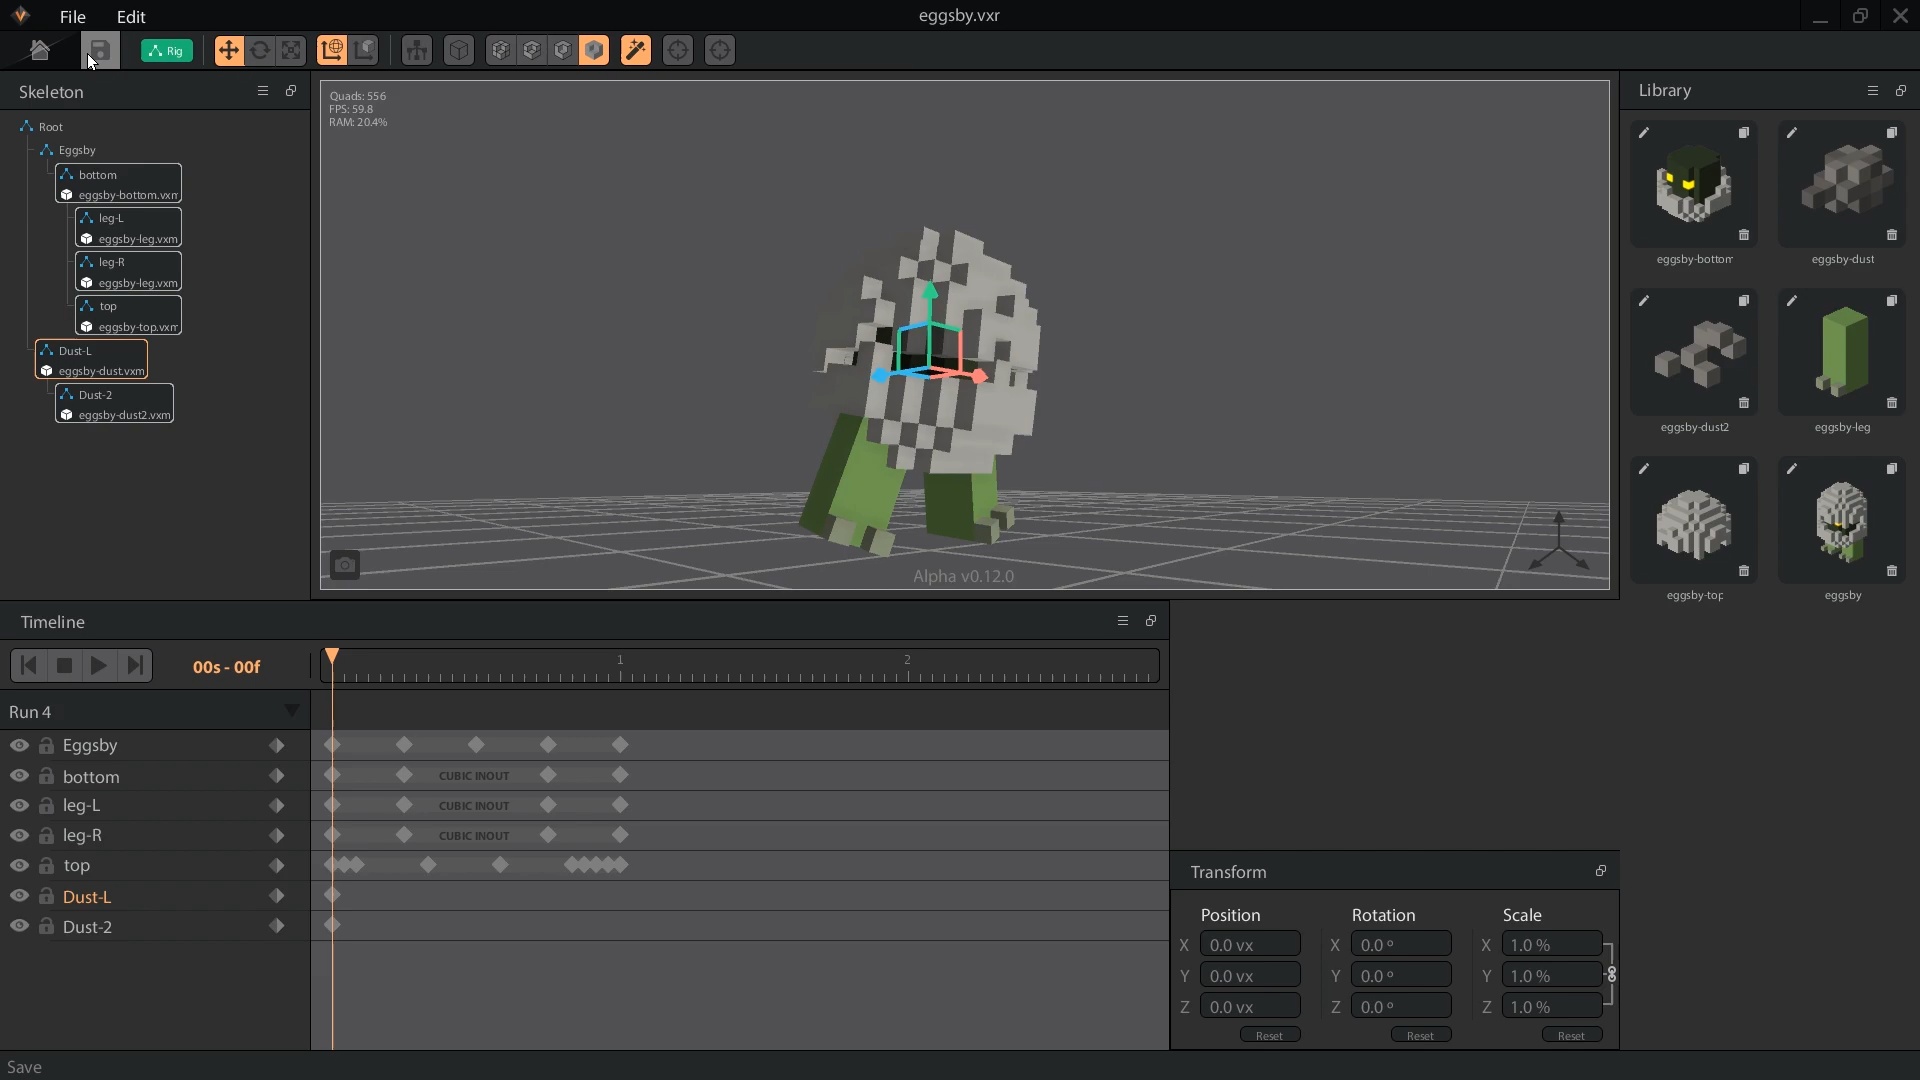 File Edit
eggsby.vxr
Rig
Skeleton
Root
Eggsby
bottom
eggsby-bottom.vxm
leg-L
eggsby-leg.vxm
leg-R
eggsby-leg.vxm
top
eggsby-top.vxm
Dust-L
eggsby-dust.vxm
Dust-2
eggsby-dust2.vxm
Quads: 556
FPS: 59.8
RAM: 20.4%
Alpha v0.12.0
Library
eggsby-bottom
eggsby-dust
eggsby-dust2
eggsby-leg
eggsby-top
eggsby
Timeline
00s - 00f
1
2
Run 4
Eggsby
bottom
CUBIC INOUT
leg-L
CUBIC INOUT
leg-R
CUBIC INOUT
top
Dust-L
Dust-2
Transform
Position Rotation Scale
X 0.0 vx X 0.0 º X 1.0 %
Y 0.0 vx Y 0.0 º Y 1.0 %
Z 0.0 vx Z 0.0 º Z 1.0 %
Reset Reset Reset
Save